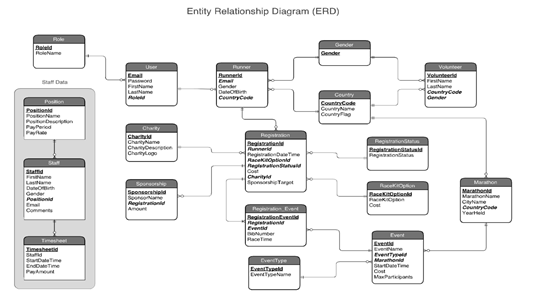 Entity Relationship Diagram (ERD)
Role
RoleId
RoleName
Staff Data
Position
PositionId
PositionName
PositionDescription
PayPeriod
PayRate
Staff
StaffId
FirstName
LastName
DateOfBirth
Gender
PositionId
Email
Comments
Timesheet
TimesheetId
StaffId
StartDateTime
EndDateTime
PayAmount
User
Email
Password
FirstName
LastName
RoleId
Runner
RunnerId
Email
Gender
DateOfBirth
CountryCode
Gender
Gender
Country
CountryCode
CountryName
CountryFlag
Volunteer
VolunteerId
FirstName
LastName
CountryCode
Gender
Charity
CharityId
CharityName
CharityDescription
CharityLogo
Sponsorship
SponsorshipId
SponsorName
RegistrationId
Amount
Registration
RegistrationId
RunnerId
RegistrationDateTime
RaceKitOptionId
RegistrationStatusId
Cost
CharityId
SponsorshipTarget
RegistrationStatus
RegistrationStatusId
RegistrationStatus
RaceKitOption
RaceKitOptionId
RaceKitOption
Cost
Marathon
MarathonId
MarathonName
CityName
CountryCode
YearHeld
Registration_Event
RegistrationEventId
RegistrationId
EventId
BibNumber
RaceTime
EventType
EventTypeId
EventTypeName
Event
EventId
EventName
EventTypeId
MarathonId
StartDateTime
Cost
MaxParticipants